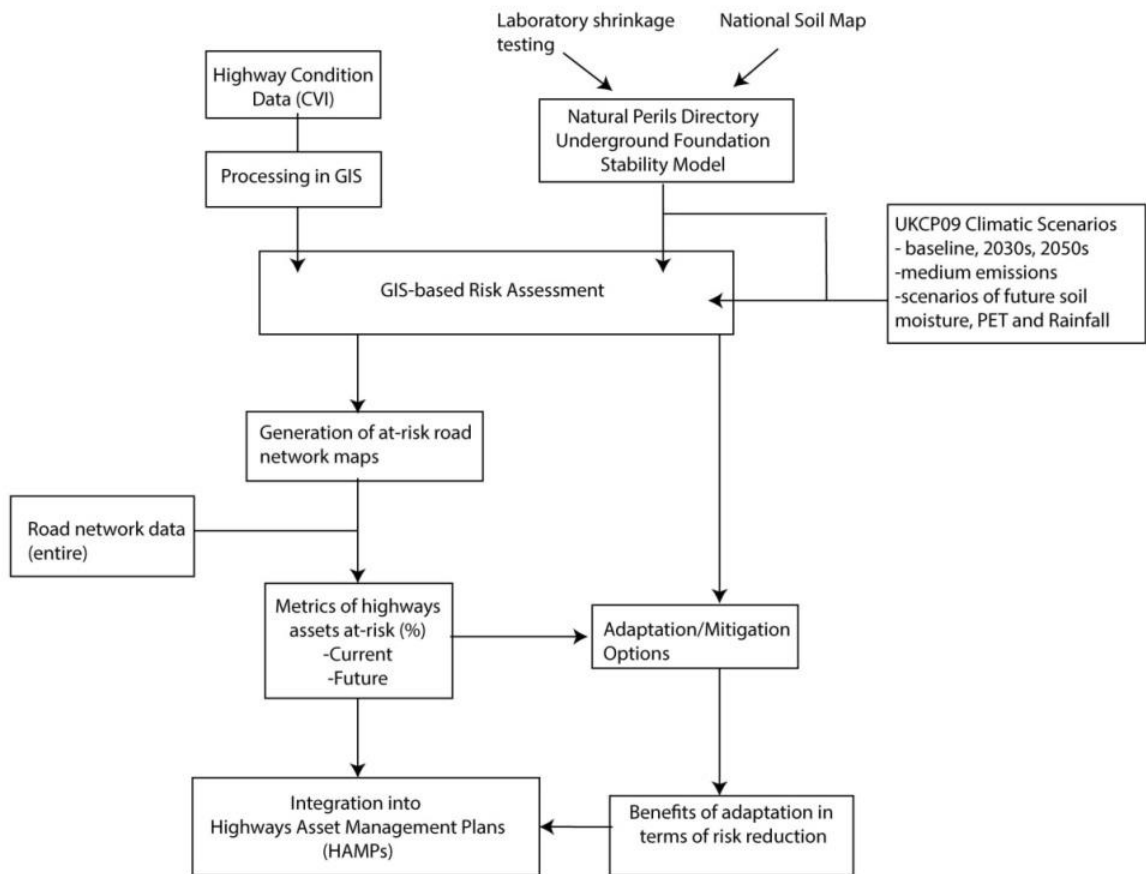 Laboratory shrinkage
testing
National Soil Map
Highway Condition
Data (CVI)
Natural Perils Directory
Underground Foundation
Stability Model
Processing in GIS
UKCP09 Climatic Scenarios
- baseline, 2030s, 2050s
-medium emissions
-scenarios of future soil
moisture, PET and Rainfall
GIS-based Risk Assessment
Generation of at-risk road
network maps
Road network data
(entire)
Metrics of highways
assets at-risk (%)
-Current
-Future
Adaptation/Mitigation
Options
Integration into
Highways Asset Management Plans
(HAMPs)
Benefits of adaptation in
terms of risk reduction